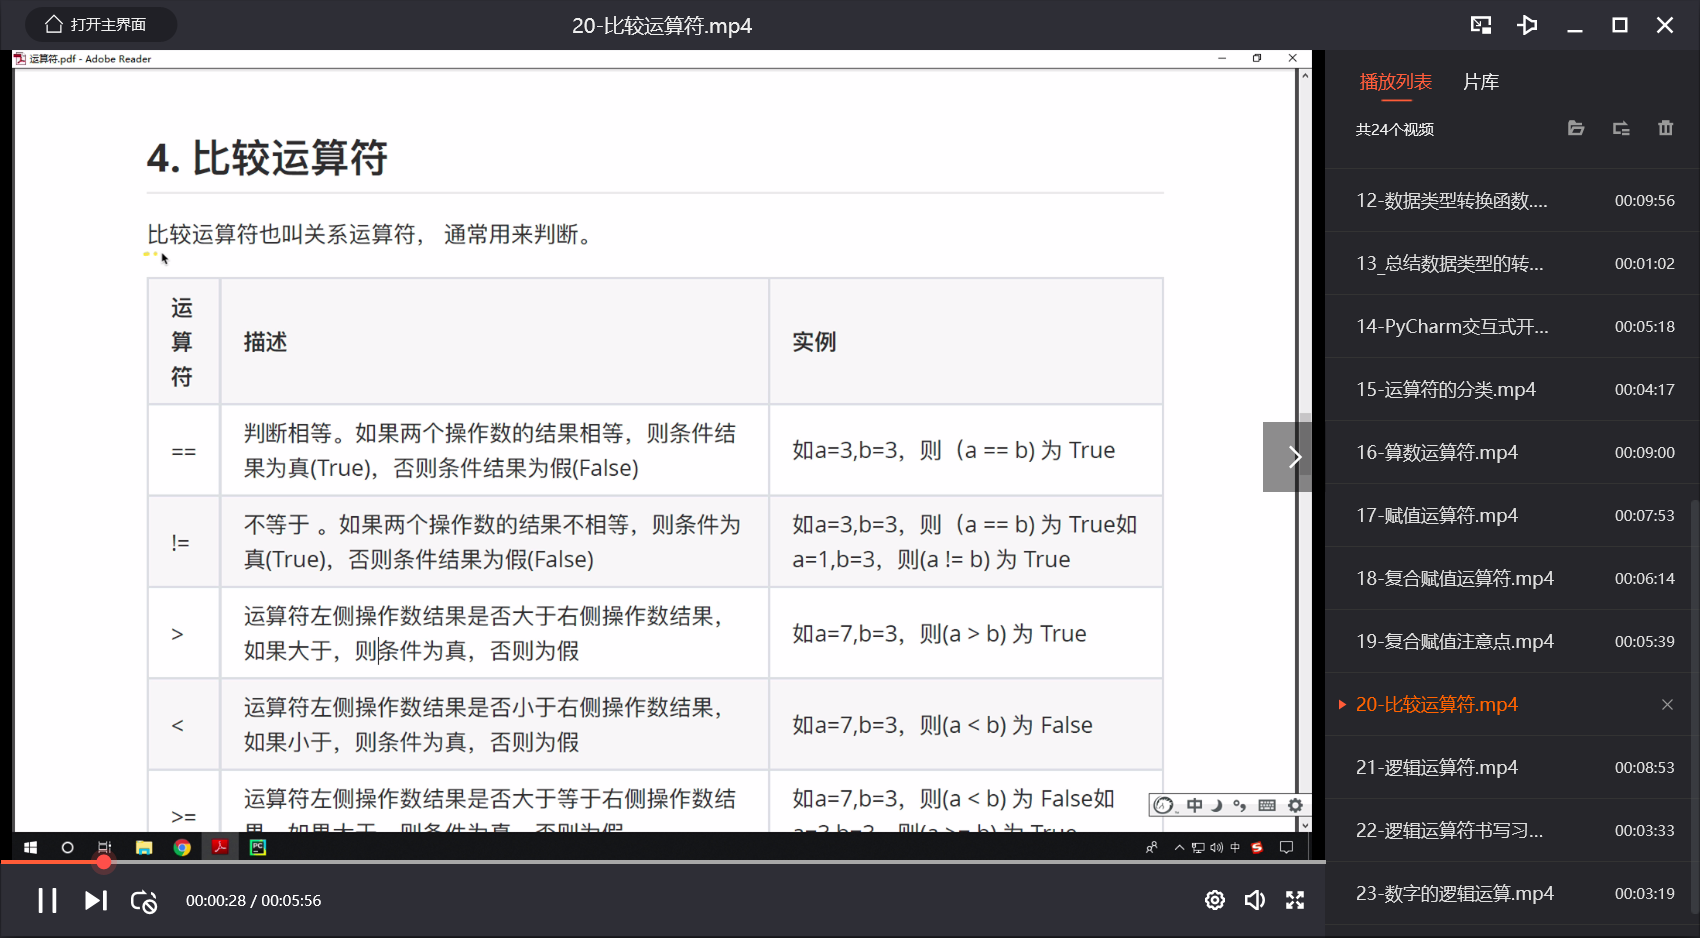 打开主界面
20-比较运算符.mp4
运算符.pdf - Adobe Reader
4. 比较运算符
比较运算符也叫关系运算符， 通常用来判断。
运算符
描述
实例
==
判断相等。如果两个操作数的结果相等，则条件结
果为真(True)，否则条件结果为假(False)
如a=3,b=3，则（a == b) 为 True
!=
不等于 。如果两个操作数的结果不相等，则条件为
真(True)，否则条件结果为假(False)
如a=3,b=3，则（a == b) 为 True如
a=1,b=3，则(a != b) 为 True
>
运算符左侧操作数结果是否大于右侧操作数结果，
如果大于，则条件为真，否则为假
如a=7,b=3，则(a > b) 为 True
<
运算符左侧操作数结果是否小于右侧操作数结果，
如果小于，则条件为真，否则为假
如a=7,b=3，则(a < b) 为 False
>=
运算符左侧操作数结果是否大于等于右侧操作数结
果，如果大于，则条件为真，否则为假
如a=7,b=3，则(a < b) 为 False如
a=3,b=3，则(a >= b) 为 True
中
中
00:00:28 / 00:05:56
播放列表 片库
共24个视频
12-数据类型转换函数.... 00:09:56
13_总结数据类型的转... 00:01:02
14-PyCharm交互式开... 00:05:18
15-运算符的分类.mp4 00:04:17
16-算数运算符.mp4 00:09:00
17-赋值运算符.mp4 00:07:53
18-复合赋值运算符.mp4 00:06:14
19-复合赋值注意点.mp4 00:05:39
20-比较运算符.mp4
21-逻辑运算符.mp4 00:08:53
22-逻辑运算符书写习... 00:03:33
23-数字的逻辑运算.mp4 00:03:19